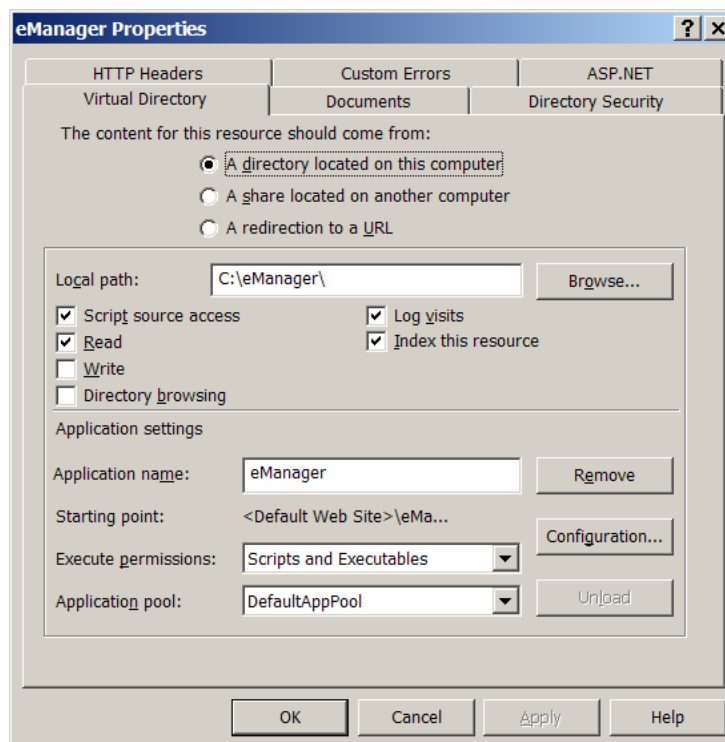 eManager Properties
HTTP Headers Custom Errors ASP.NET
Virtual Directory Documents Directory Security
The content for this resource should come from:
A directory located on this computer
A share located on another computer
A redirection to a URL
Local path: C:\eManager\ Browse...
Script source access Log visits
Read Index this resource
Write
Directory browsing
Application settings
Application name: eManager Remove
Starting point: <Default Web Site>\eMa...
Configuration...
Execute permissions: Scripts and Executables
Application pool: DefaultAppPool Unload
OK Cancel Apply Help